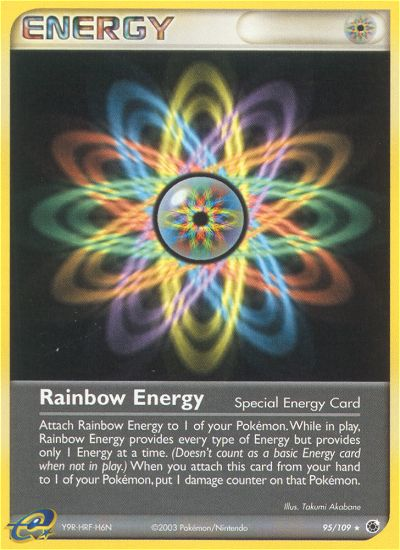 ENERGY
Rainbow Energy Special Energy Card
Attach Rainbow Energy to 1 of your Pokémon. While in play,
Rainbow Energy provides every type of Energy but provides
only 1 Energy at a time. (Doesn't count as a basic Energy card
when not in play.) When you attach this card from your hand
to 1 of your Pokémon, put 1 damage counter on that Pokémon.
Illus. Takumi Akabane
e
Y9R-HRF-H6N ©2003 Pokémon/Nintendo 95/109 ★